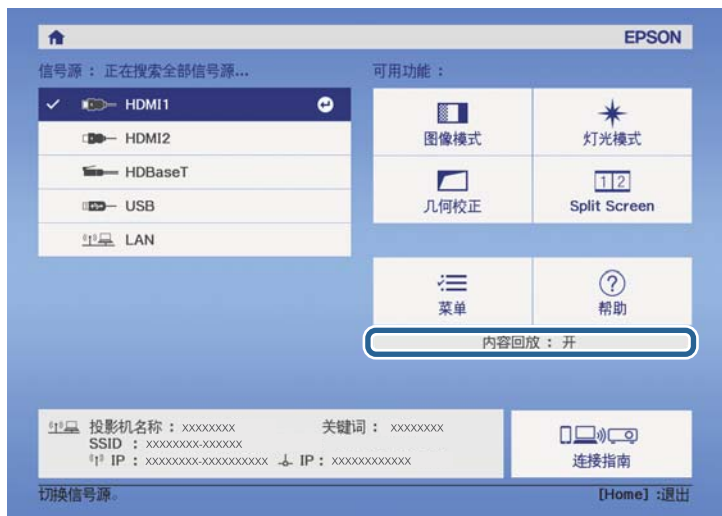 EPSON
信号源 : 正在搜索全部信号源...
HDMI1
HDMI2
HDBaseT
USB
LAN
可用功能 :
图像模式
灯光模式
几何校正
1 2
Split Screen
菜单
?
帮助
内容回放 : 开
投影机名称 : xxxxxxxx 关键词 : xxxxxxxx
SSID : xxxxxxxx-xxxxxx
IP : xxxxxxxx-xxxxxxxxxx IP : xxxxxxxxxxxx
连接指南
切换信号源。
[Home] :退出